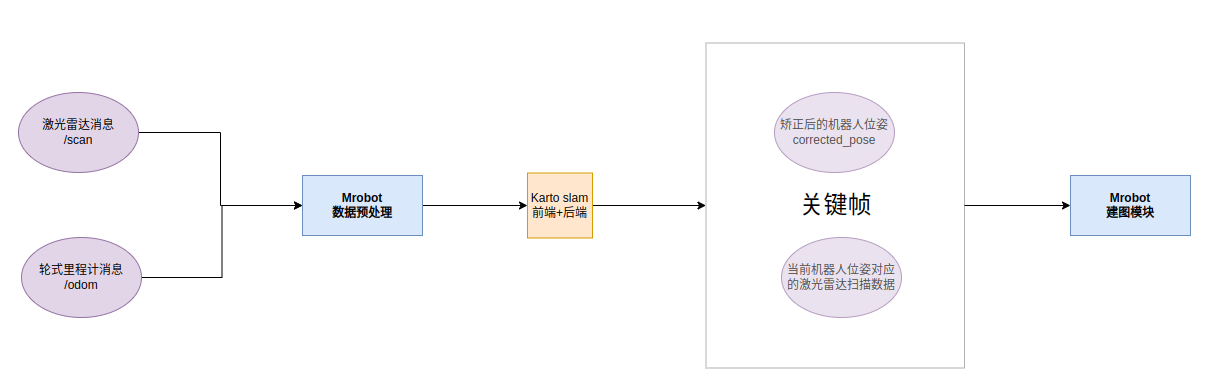 激光雷达消息
/scan
轮式里程计消息
/odom
Mrobot
数据预处理
Karto slam
前端+后端
矫正后的机器人位姿
corrected_pose
关键帧
当前机器人位姿对应
的激光雷达扫描数据
Mrobot
建图模块